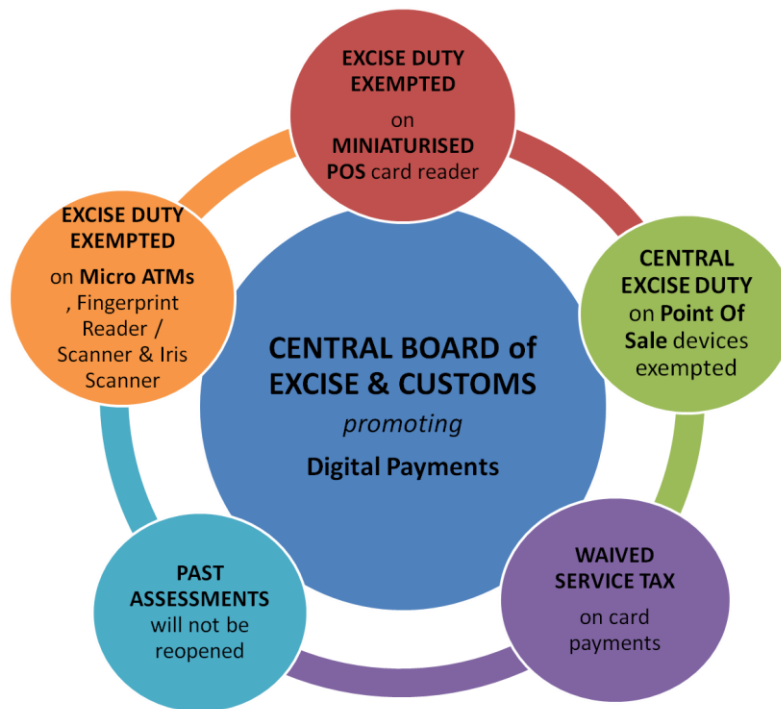 EXCISE DUTY
EXEMPTED
on
MINIATURISED
POS card reader
CENTRAL
EXCISE DUTY
on Point Of
Sale devices
exempted
WAIVED
SERVICE TAX
on card
payments
PAST
ASSESSMENTS
will not be
reopened
EXCISE DUTY
EXEMPTED
on Micro ATMs
, Fingerprint
Reader /
Scanner & Iris
Scanner
CENTRAL BOARD of
EXCISE & CUSTOMS
promoting
Digital Payments